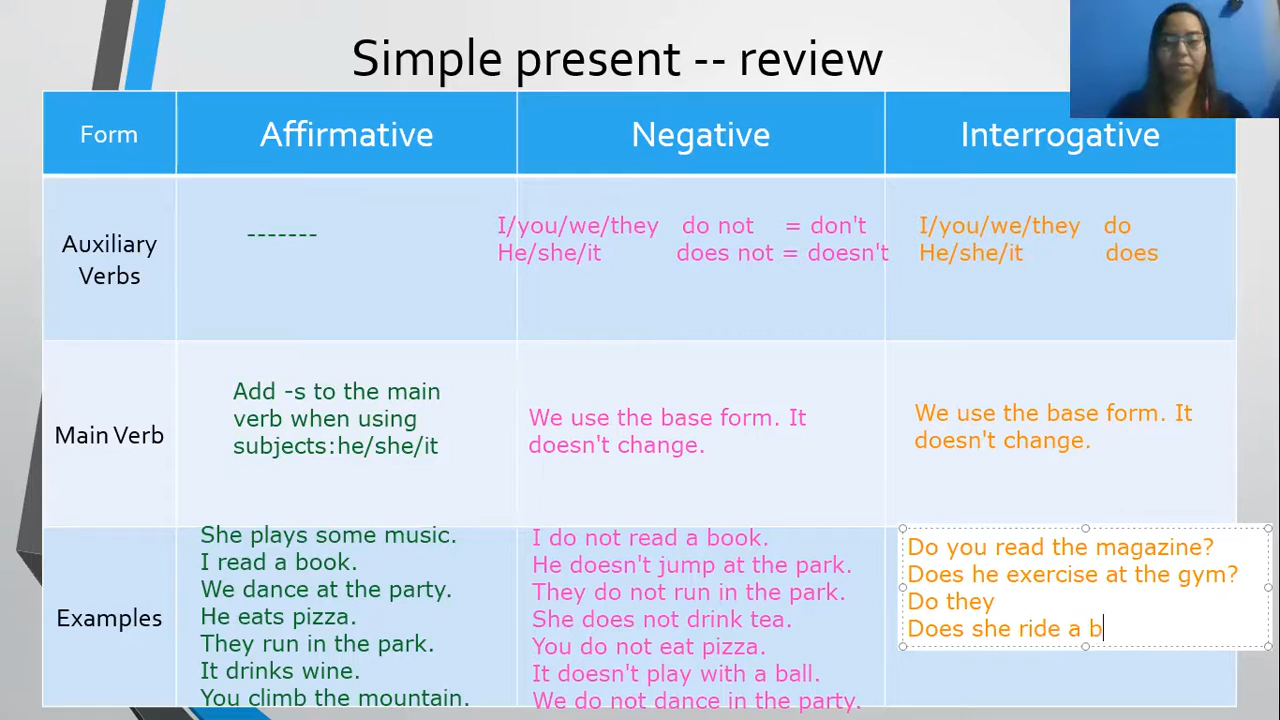 Simple present -- review
Form
Affirmative
Negative
Interrogative
Auxiliary
Verbs
-------
I/you/we/they do not = don't
He/she/it does not = doesn't
I/you/we/they do
He/she/it does
Main Verb
Add -s to the main
verb when using
subjects:he/she/it
We use the base form. It
doesn't change.
We use the base form. It
doesn't change.
Examples
She plays some music.
I read a book.
We dance at the party.
He eats pizza.
They run in the park.
It drinks wine.
You climb the mountain.
I do not read a book.
He doesn't jump at the park.
They do not run in the park.
She does not drink tea.
You do not eat pizza.
It doesn't play with a ball.
We do not dance in the party.
Do you read the magazine?
Does he exercise at the gym?
Do they
Does she ride a b